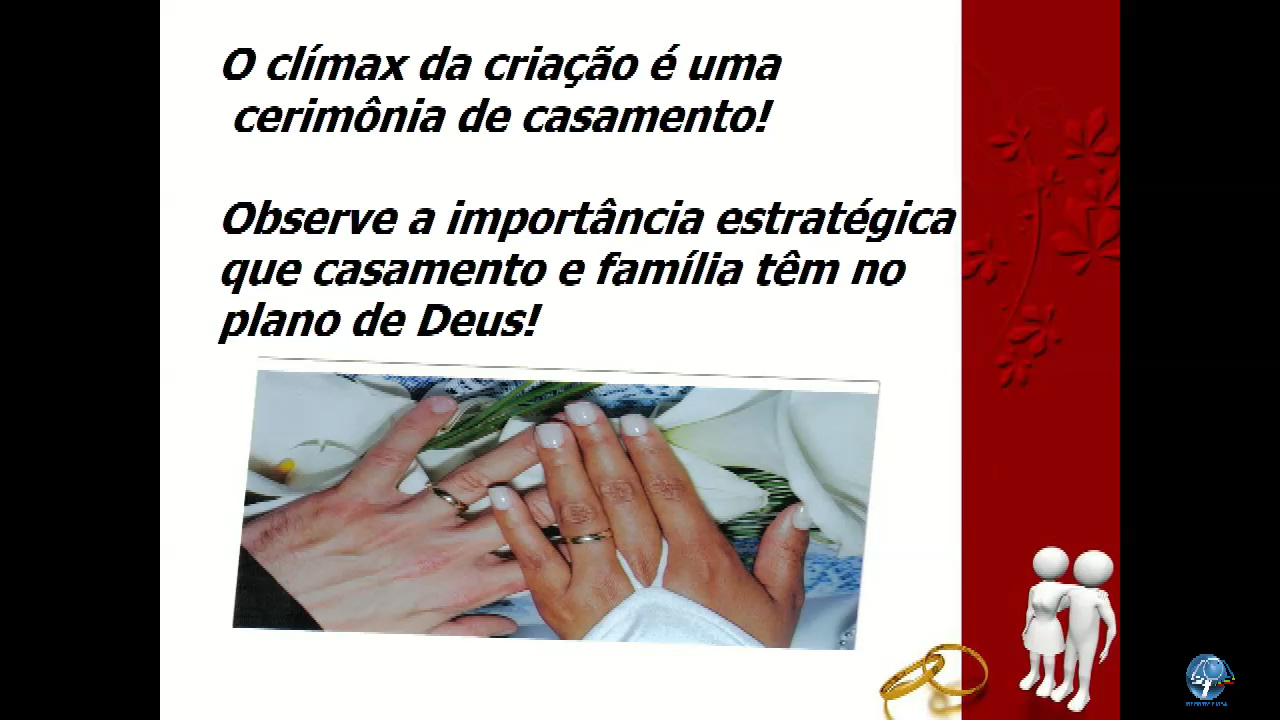 O clímax da criação é uma
cerimônia de casamento!
Observe a importância estratégica
que casamento e família têm no
plano de Deus!